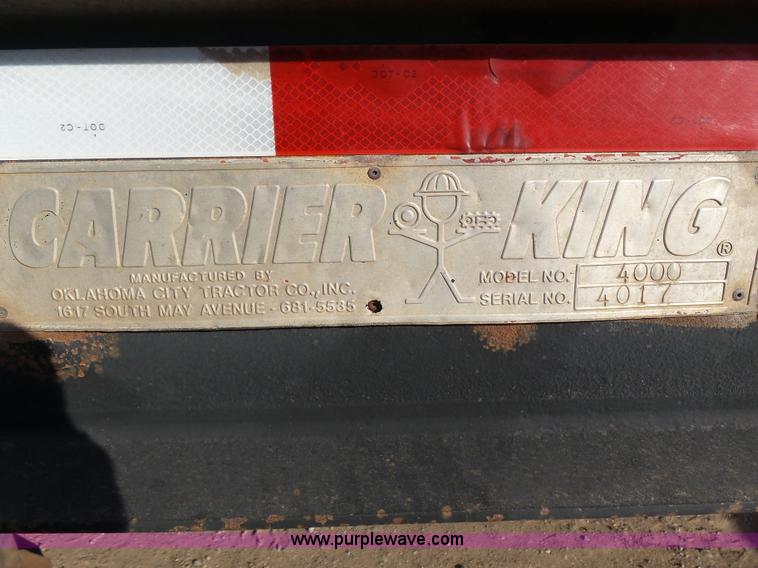 DOT-C2
DOT-C2
CARRIER KING ®
MANUFACTURED BY
OKLAHOMA CITY TRACTOR CO., INC.
1617 SOUTH MAY AVENUE - 681-5535
MODEL NO. 4000
SERIAL NO. 4017
www.purplewave.com